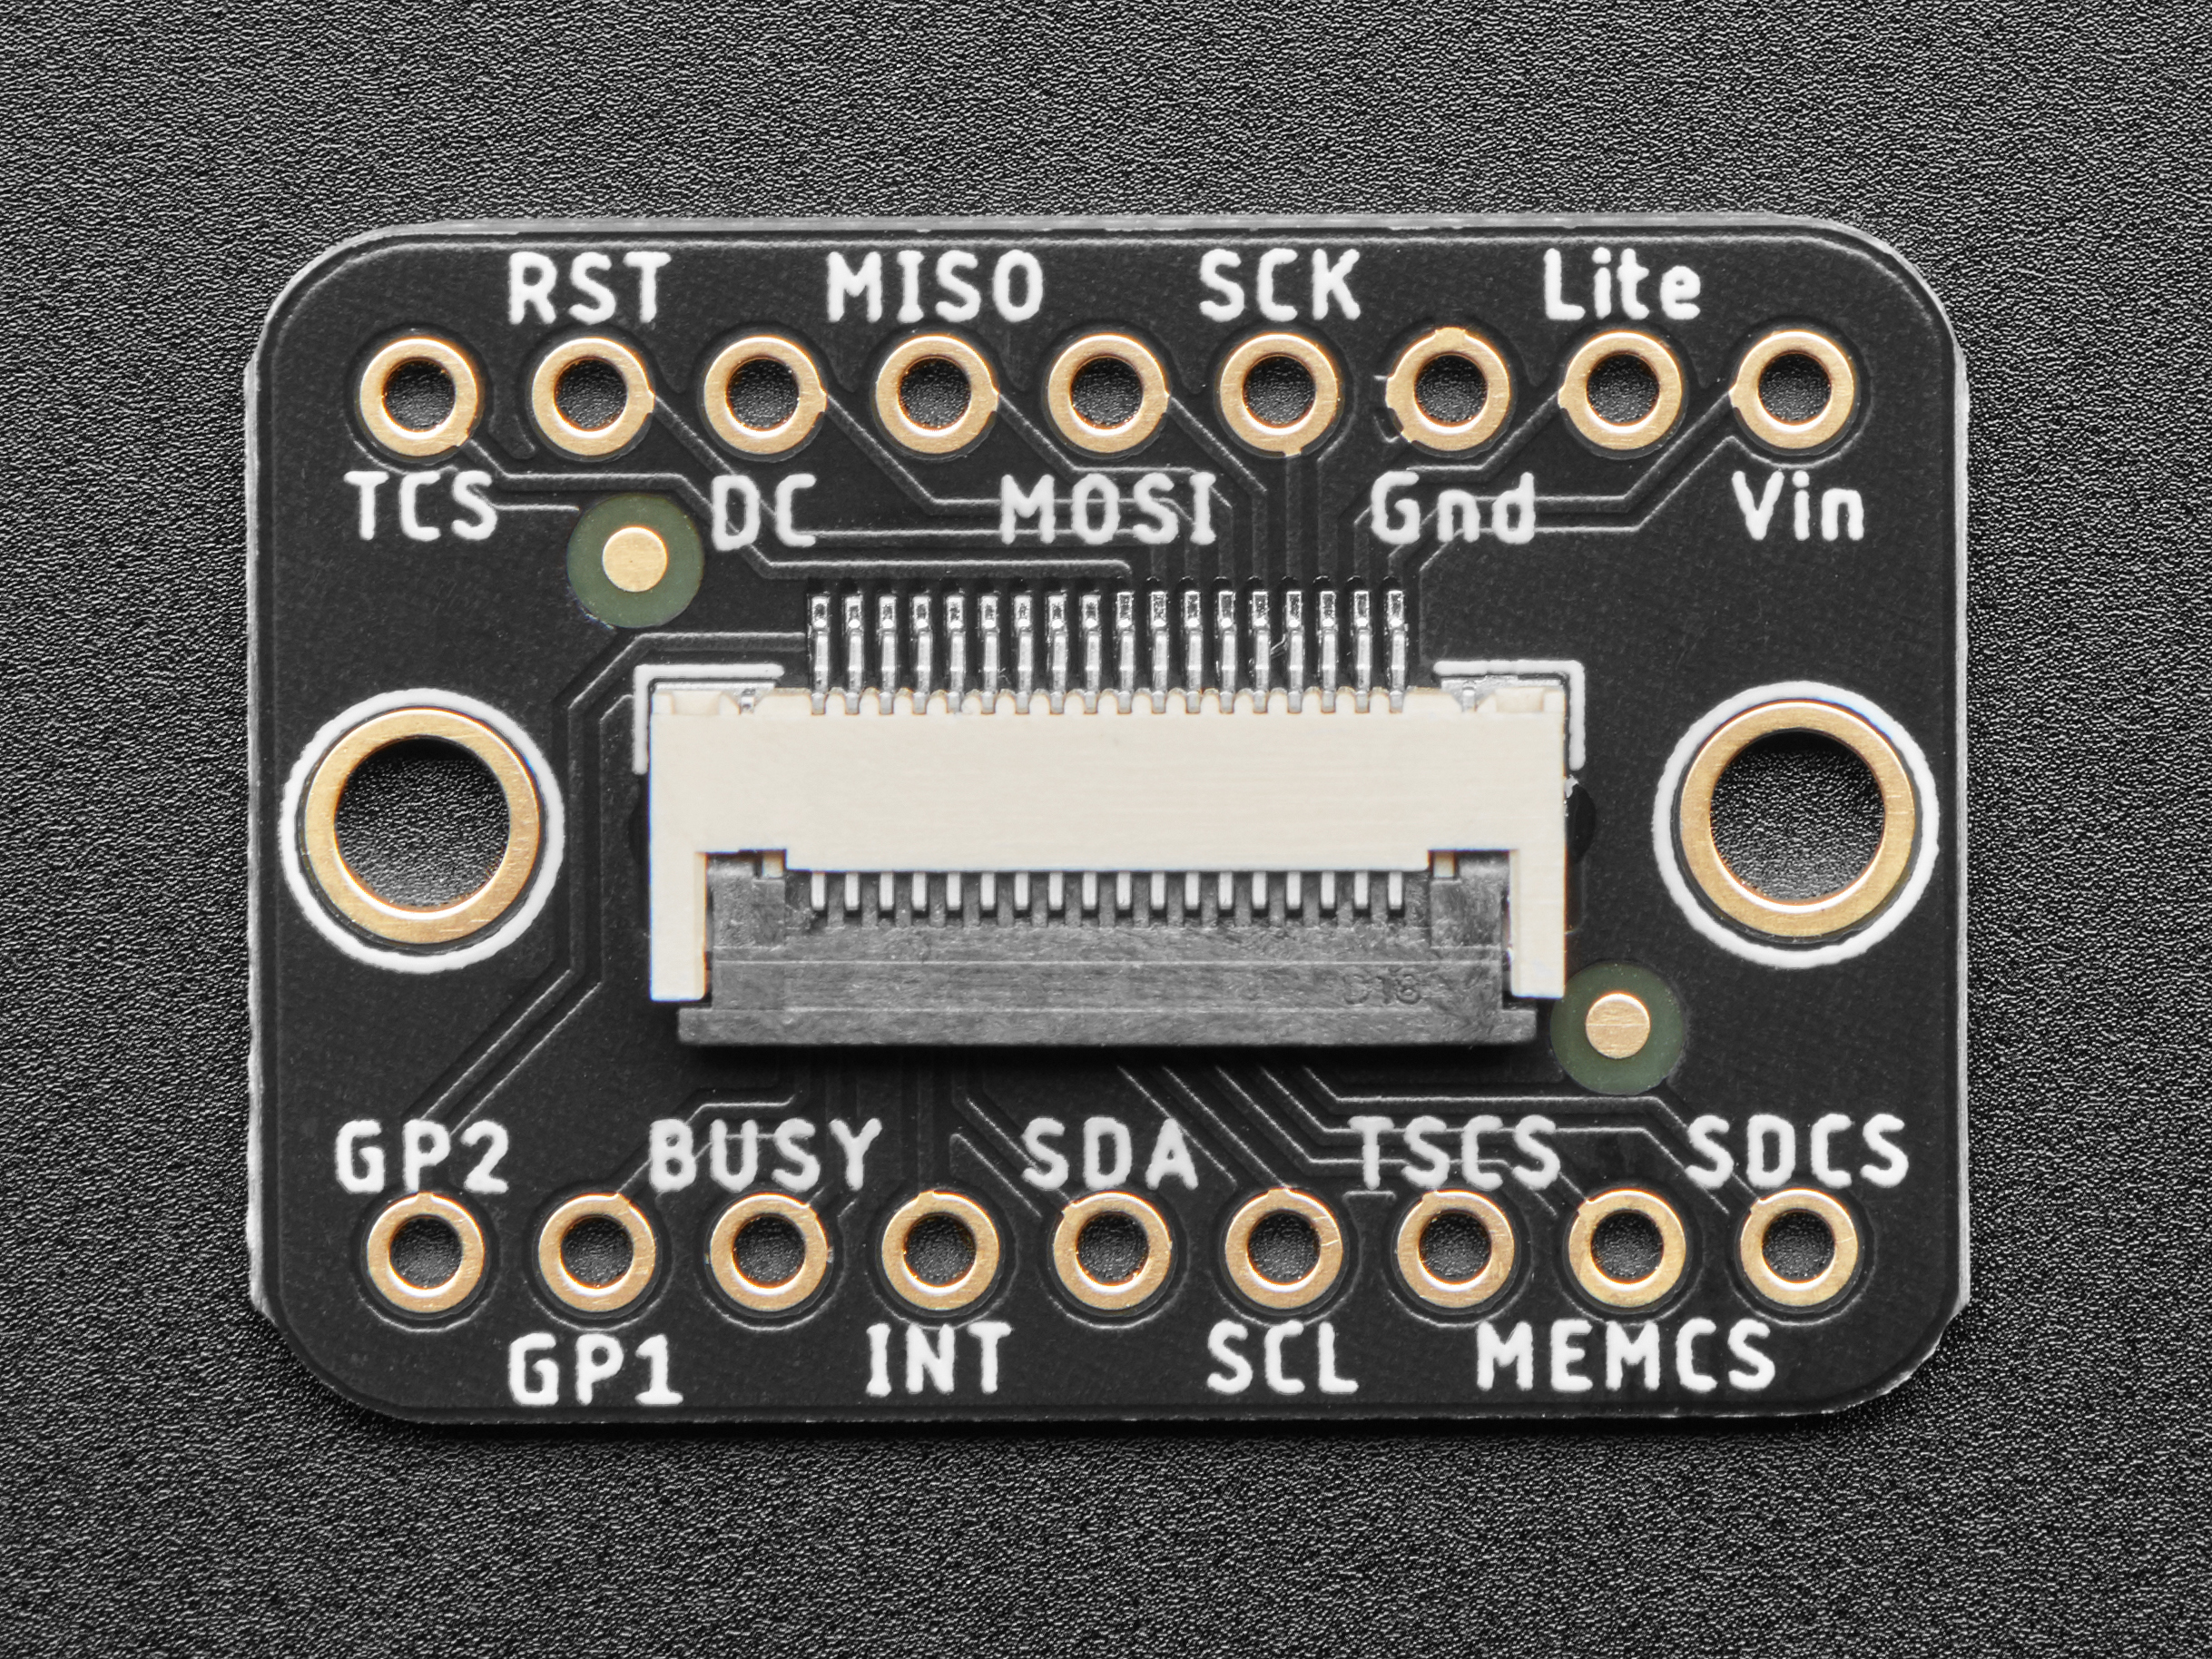 RST MISO SCK Lite
TCS DC MOSI Gnd Vin
GP2 BUSY SDA TSCS SDCS
GP1 INT SCL MEMCS